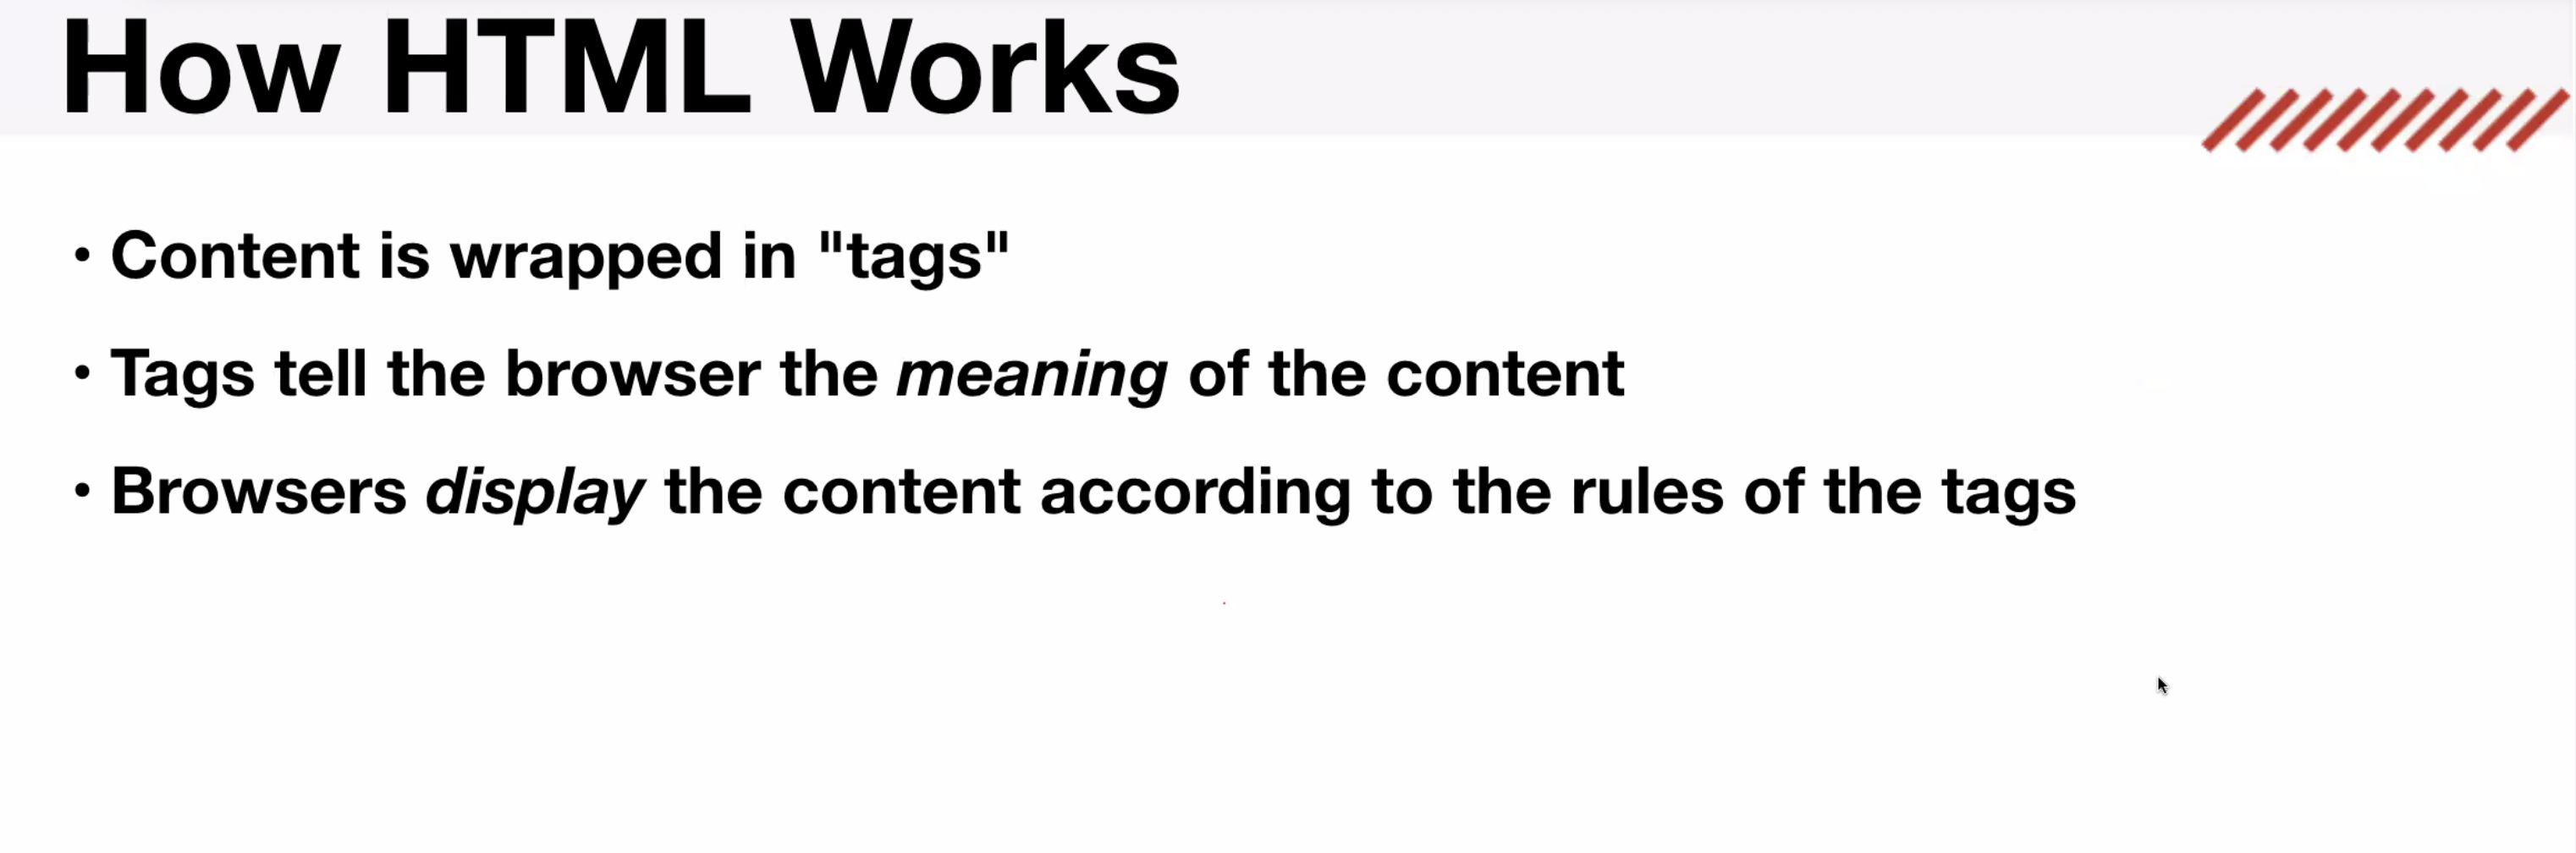 How HTML Works
• Content is wrapped in "tags"
• Tags tell the browser the meaning of the content
• Browsers display the content according to the rules of the tags